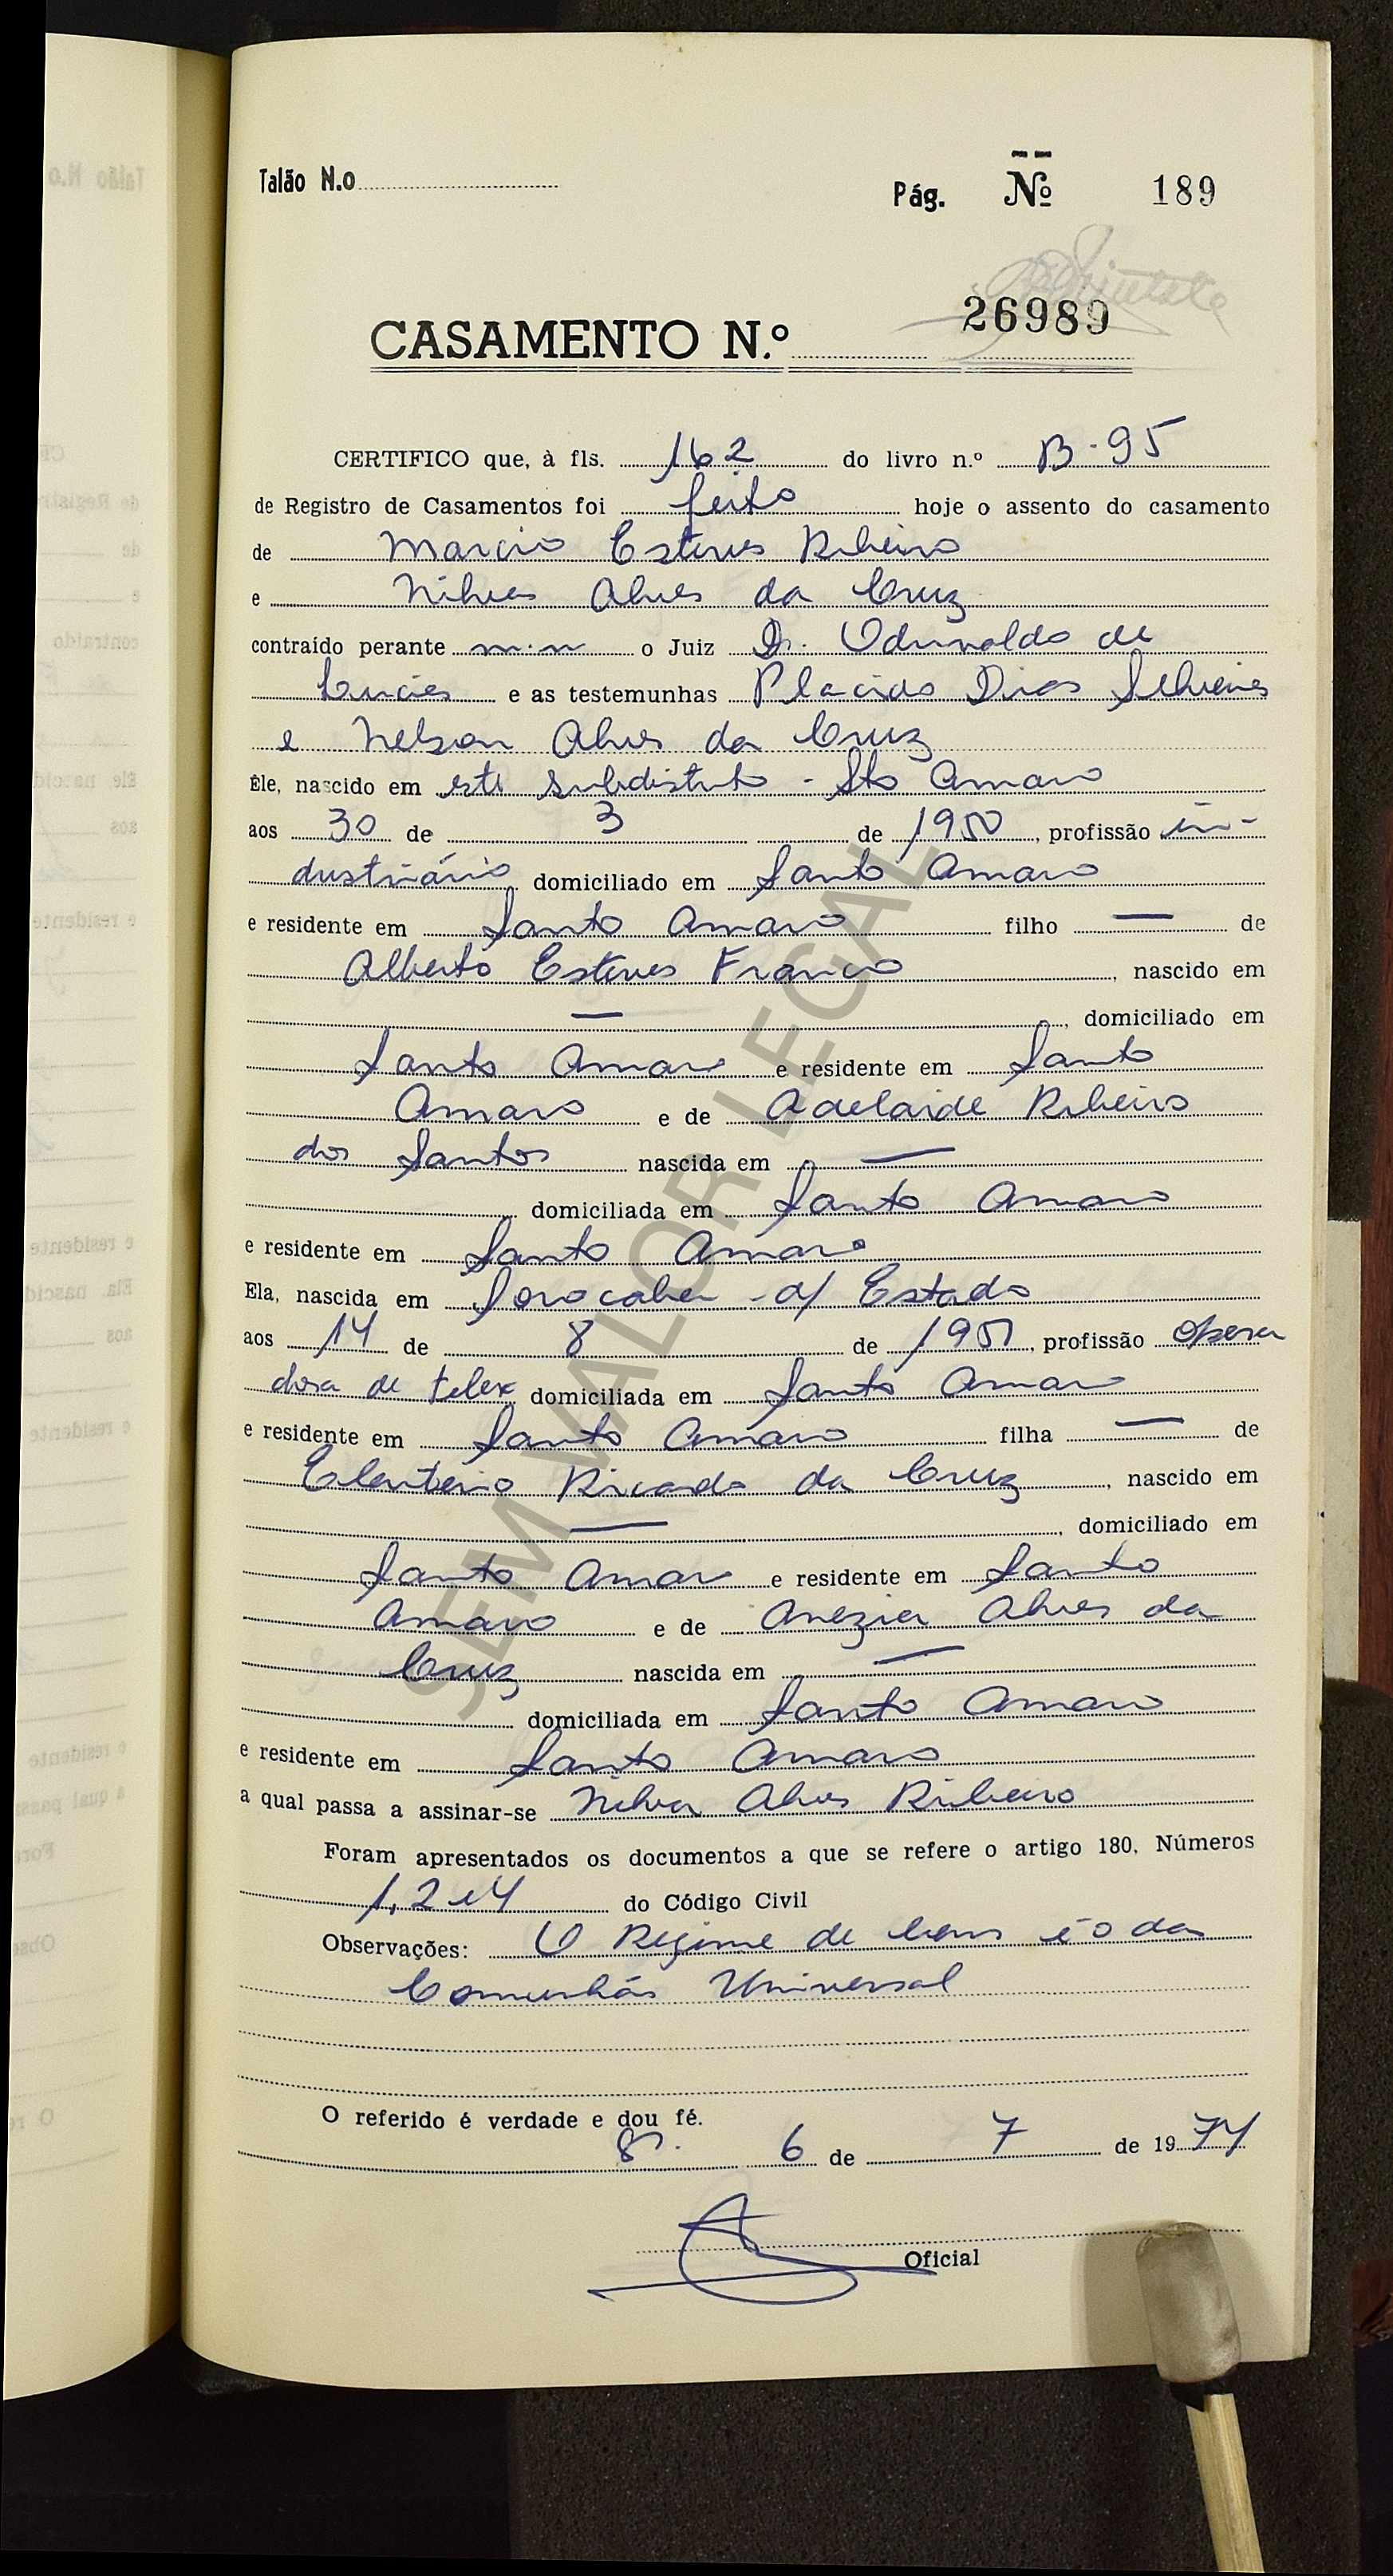 Talão N.o
Pág. Nº 189
CASAMENTO N.º 26989
CERTIFICO que, à fls. 162 do livro n.º B-95
de Registro de Casamentos foi feito hoje o assento do casamento
de Marcio Esteves Ribeiro
e Nilvea Alves da Cruz
contraído perante m.m o Juiz Dr. de
e as testemunhas Placido Dias
e Nelson Alves da Cruz
Êle, nascido em este subdistrito - Sto Amaro
aos 30 de 3 de 1950, profissão in-
dustriário domiciliado em Santo Amaro
e residente em Santo Amaro filho — de
Alberto Esteves Franco, nascido em
—, domiciliado em
Santo Amaro e residente em Santo
Amaro e de Adelaide Ribeiro
dos Santos nascida em —
domiciliada em Santo Amaro
e residente em Santo Amaro
Ela, nascida em Sorocaba - d/ Estado
aos 14 de 8 de 1951, profissão opera
dora de telex domiciliada em Santo Amaro
e residente em Santo Amaro filha — de
Eleuterio Ricardo da Cruz, nascido em
—, domiciliado em
Santo Amaro e residente em Santo
Amaro e de Anezia Alves da
Cruz nascida em —
domiciliada em Santo Amaro
e residente em Santo Amaro
a qual passa a assinar-se Nilvea Alves Ribeiro
Foram apresentados os documentos a que se refere o artigo 180, Números
1, 2 e 4 do Código Civil
Observações: O Regime de bens é o da
Comunhão Universal
O referido é verdade e dou fé.
6 de 7 de 1974
Oficial
SEM VALOR LEGAL